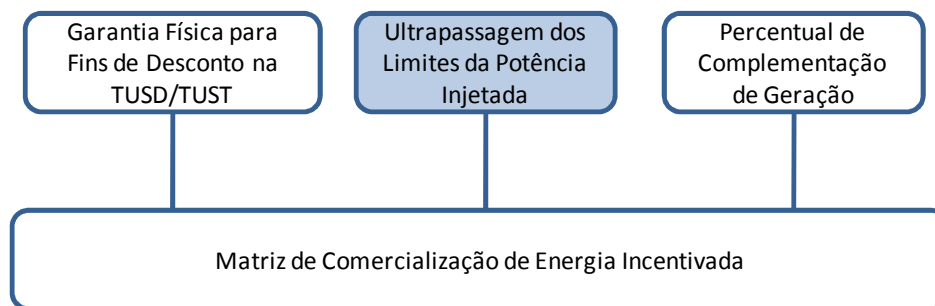 Garantia Física para
Fins de Desconto na
TUSD/TUST
Ultrapassagem dos
Limites da Potência
Injetada
Percentual de
Complementação
de Geração
Matriz de Comercialização de Energia Incentivada